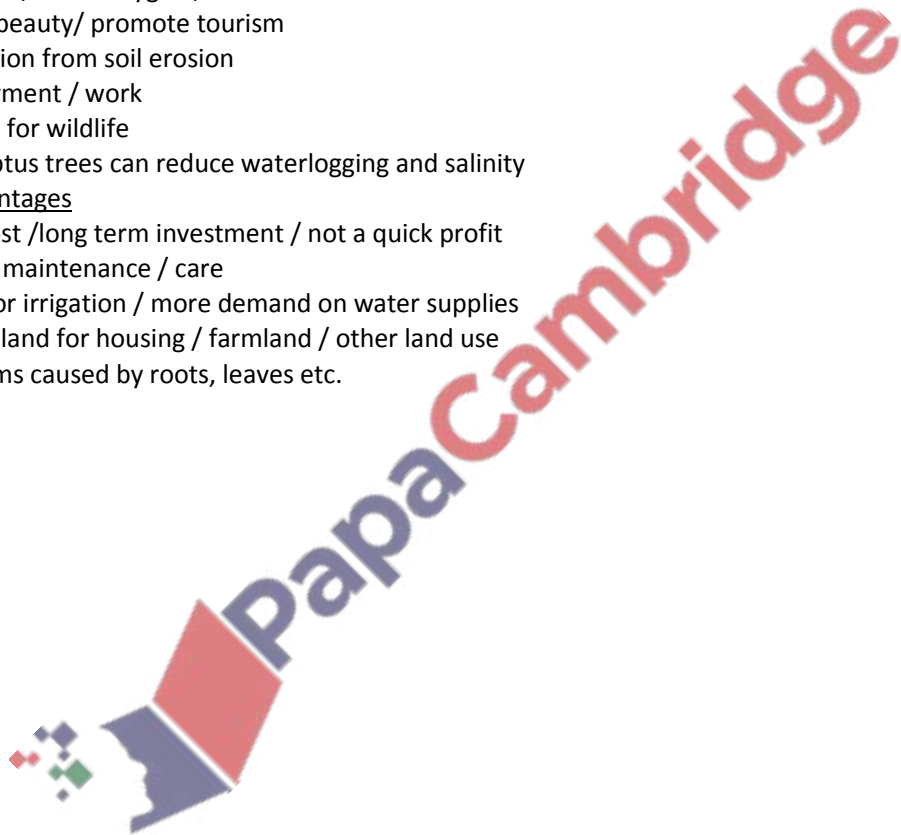 beauty/ promote tourism
ion from soil erosion
ment / work
for wildlife
ptus trees can reduce waterlogging and salinity
ntages
st /long term investment / not a quick profit
maintenance / care
or irrigation / more demand on water supplies
land for housing / farmland / other land use
ms caused by roots, leaves etc.
PapaCambridge